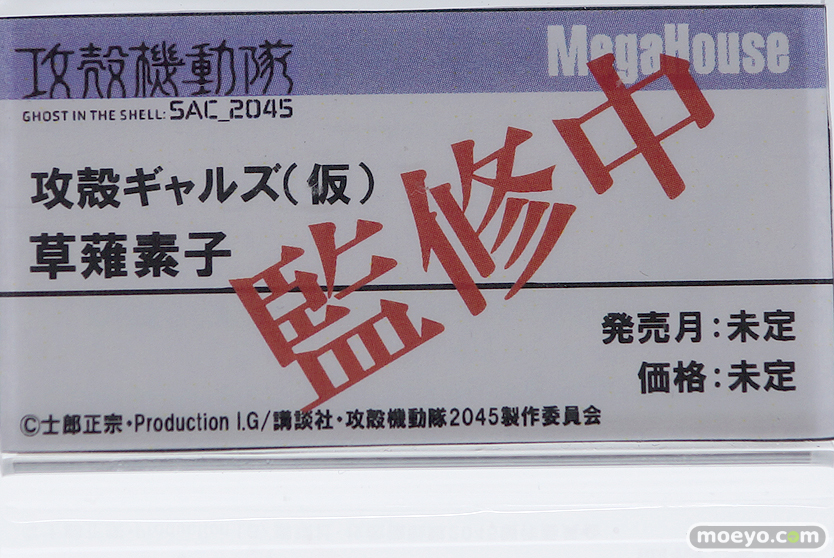 攻殻機動隊
MegaHouse
GHOST IN THE SHELL: SAC_2045
攻殻ギャルズ(仮)
草薙素子
監修中
発売月:未定
価格:未定
©士郎正宗・Production I.G/講談社・攻殻機動隊2045製作委員会
moeyo.com